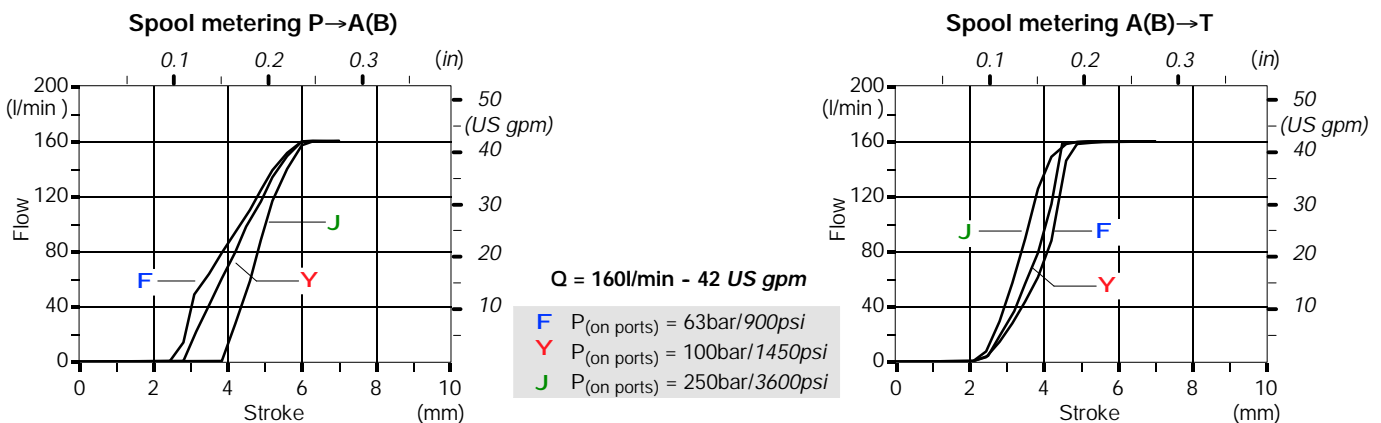 Spool metering P→A(B)
0.1 0.2 0.3 (in)
200
(l/min )
160
120
80
40
0
Flow
50
(US gpm)
40
30
20
10
F
Y
J
0 2 4 6 8 10
Stroke (mm)
Q = 160l/min - 42 US gpm
F P(on ports) = 63bar/900psi
Y P(on ports) = 100bar/1450psi
J P(on ports) = 250bar/3600psi
Spool metering A(B)→T
0.1 0.2 0.3 (in)
200
(l/min )
160
120
80
40
0
Flow
50
(US gpm)
40
30
20
10
J
F
Y
0 2 4 6 8 10
Stroke (mm)